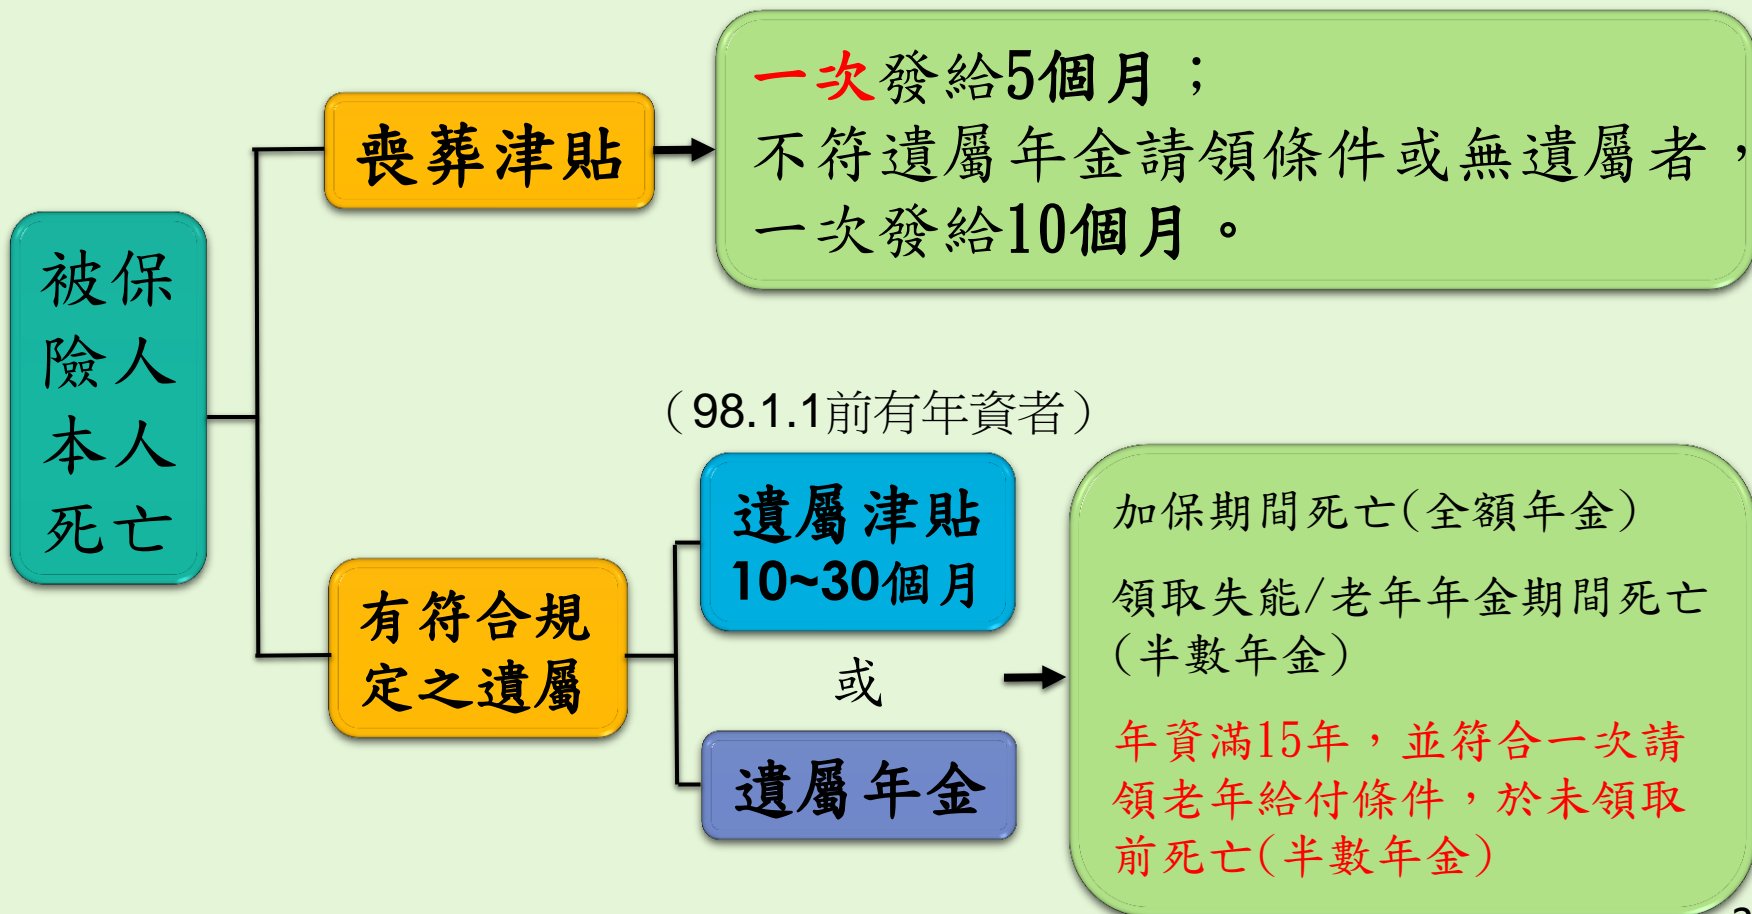 一次發給5個月；
喪葬津貼
不符遺屬年金請領條件或無遺屬者，
一次發給10個月。
被保
險人
本人
死亡
（98.1.1前有年資者）
遺屬津貼
10~30個月
有符合規
定之遺屬
或
遺屬年金
加保期間死亡(全額年金)
領取失能/老年年金期間死亡
(半數年金)
年資滿15年，並符合一次請
領老年給付條件，於未領取
前死亡(半數年金)